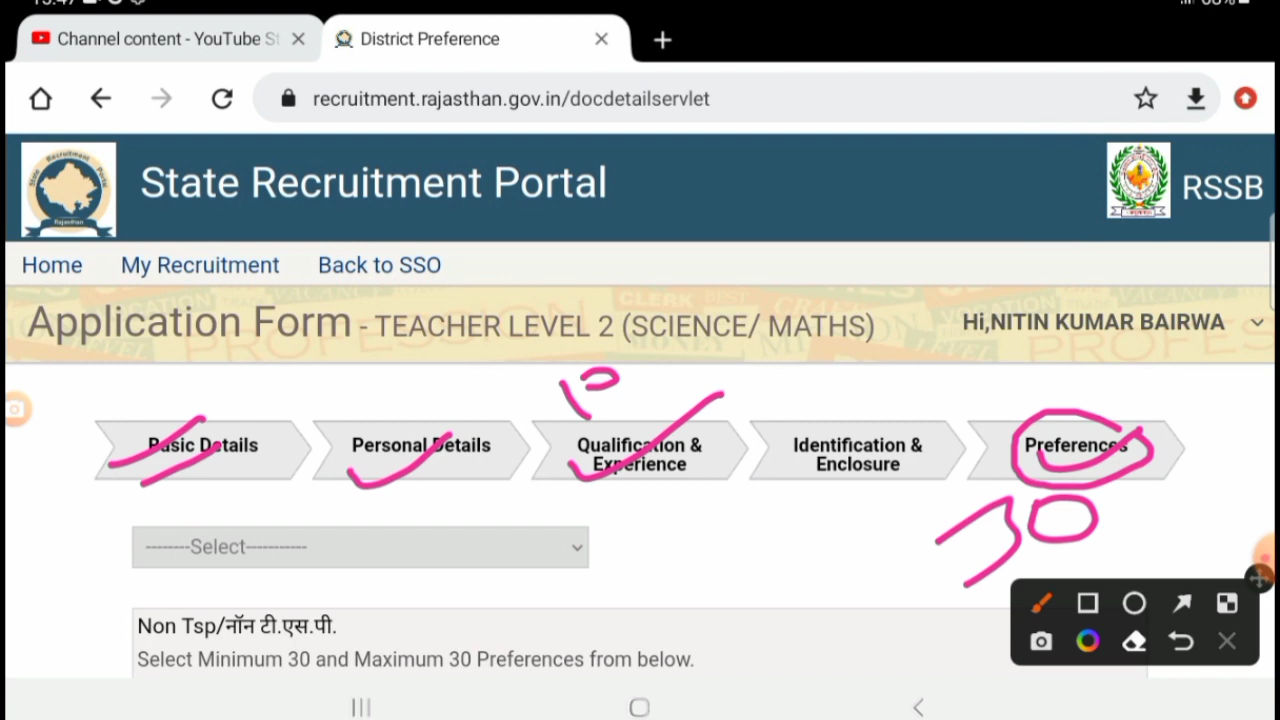 Channel content - YouTube St
District Preference
recruitment.rajasthan.gov.in/docdetailservlet
State Recruitment Portal
RSSB
Home My Recruitment Back to SSO
Application Form - TEACHER LEVEL 2 (SCIENCE/ MATHS)
Hi,NITIN KUMAR BAIRWA
Basic Details
Personal Details
Qualification &
Experience
Identification &
Enclosure
Preferences
30
--------Select-----------
Non Tsp/नॉन टी.एस.पी.
Select Minimum 30 and Maximum 30 Preferences from below.